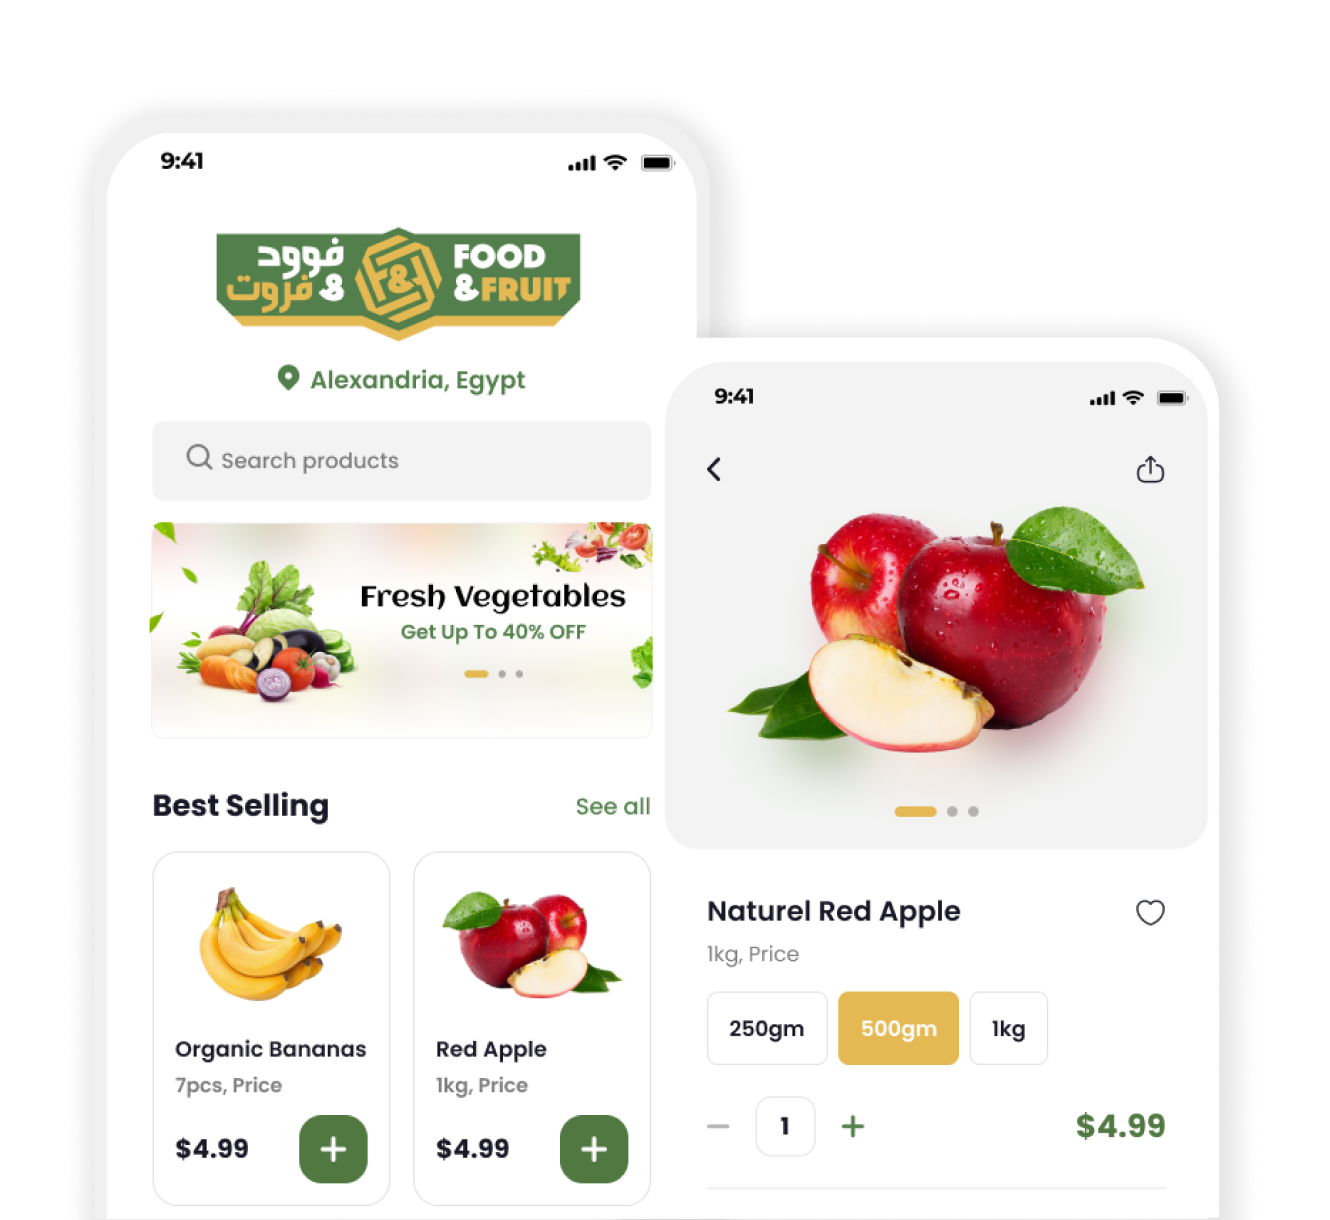 9:41
فوود
& فروت
F&H
FOOD
&FRUIT
Alexandria, Egypt
Search products
Fresh Vegetables
Get Up To 40% OFF
Best Selling
See all
Organic Bananas
7pcs, Price
$4.99
Red Apple
1kg, Price
$4.99
9:41
Naturel Red Apple
1kg, Price
250gm
500gm
1kg
1
$4.99